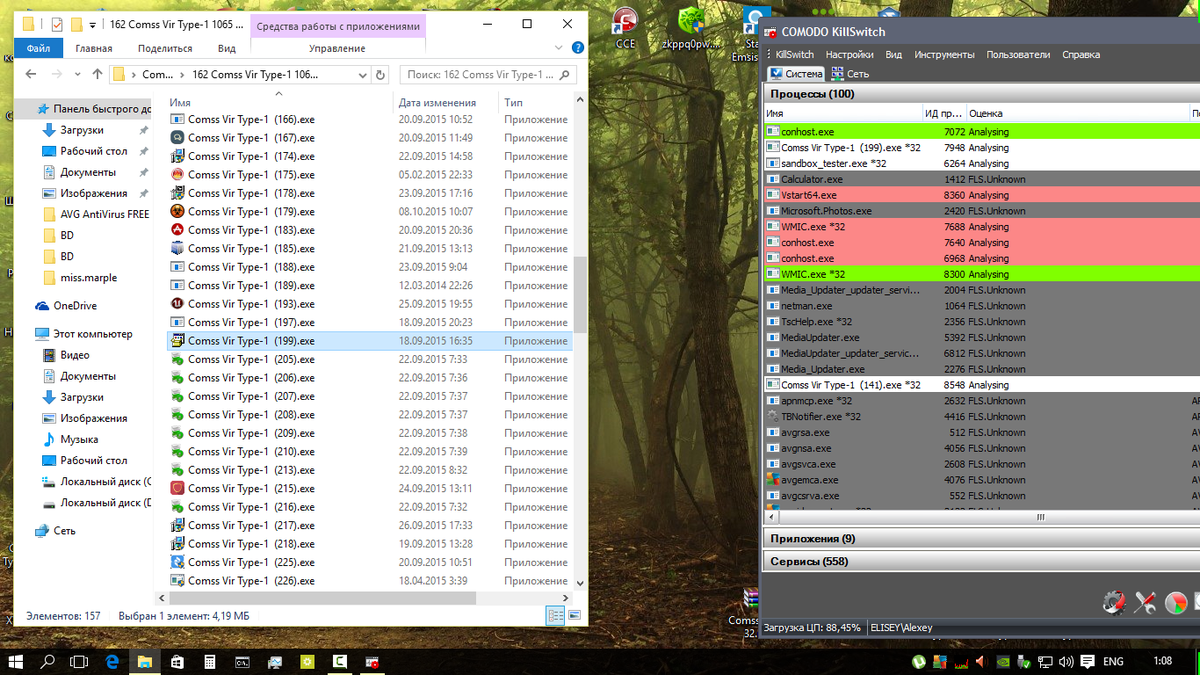 162 Comss Vir Type-1 1065 ...
Средства работы с приложениями
Файл
Главная
Поделиться
Вид
Управление
Com...
162 Comss Vir Type-1 106...
Поиск: 162 Comss Vir Type-1 ...
Панель быстрого до
Загрузки
Рабочий стол
Документы
Изображения
AVG AntiVirus FREE
BD
BD
miss.marple
OneDrive
Этот компьютер
Видео
Документы
Загрузки
Изображения
Музыка
Рабочий стол
Локальный диск (C
Локальный диск (D
Сеть
Имя Дата изменения Тип
Comss Vir Type-1 (166).exe 20.09.2015 10:52 Приложение
Comss Vir Type-1 (167).exe 20.09.2015 11:49 Приложение
Comss Vir Type-1 (174).exe 22.09.2015 14:58 Приложение
Comss Vir Type-1 (175).exe 05.02.2015 22:33 Приложение
Comss Vir Type-1 (178).exe 23.09.2015 17:16 Приложение
Comss Vir Type-1 (179).exe 08.10.2015 10:07 Приложение
Comss Vir Type-1 (183).exe 20.09.2015 20:36 Приложение
Comss Vir Type-1 (185).exe 21.09.2015 13:13 Приложение
Comss Vir Type-1 (188).exe 23.09.2015 9:04 Приложение
Comss Vir Type-1 (189).exe 12.03.2014 22:26 Приложение
Comss Vir Type-1 (193).exe 25.09.2015 19:55 Приложение
Comss Vir Type-1 (197).exe 18.09.2015 20:23 Приложение
Comss Vir Type-1 (199).exe 18.09.2015 16:35 Приложение
Comss Vir Type-1 (205).exe 22.09.2015 7:33 Приложение
Comss Vir Type-1 (206).exe 22.09.2015 7:36 Приложение
Comss Vir Type-1 (207).exe 22.09.2015 7:37 Приложение
Comss Vir Type-1 (208).exe 22.09.2015 7:37 Приложение
Comss Vir Type-1 (209).exe 22.09.2015 7:38 Приложение
Comss Vir Type-1 (210).exe 22.09.2015 7:39 Приложение
Comss Vir Type-1 (213).exe 22.09.2015 8:32 Приложение
Comss Vir Type-1 (215).exe 24.09.2015 13:11 Приложение
Comss Vir Type-1 (216).exe 22.09.2015 7:32 Приложение
Comss Vir Type-1 (217).exe 26.09.2015 17:33 Приложение
Comss Vir Type-1 (218).exe 19.09.2015 13:28 Приложение
Comss Vir Type-1 (225).exe 20.09.2015 10:51 Приложение
Comss Vir Type-1 (226).exe 18.04.2015 3:39 Приложение
Элементов: 157 Выбран 1 элемент: 4,19 МБ
CCE
zkppq0pw...
Sta
Emsis
Comss
32.
COMODO KillSwitch
KillSwitch Настройки Вид Инструменты Пользователи Справка
Система Сеть
Процессы (100)
Имя ИД пр... Оценка
conhost.exe 7072 Analysing
Comss Vir Type-1 (199).exe *32 7948 Analysing
sandbox_tester.exe *32 6264 Analysing
Calculator.exe 1412 FLS.Unknown
Vstart64.exe 8360 Analysing
Microsoft.Photos.exe 2420 FLS.Unknown
WMIC.exe *32 7688 Analysing
conhost.exe 7640 Analysing
conhost.exe 6968 Analysing
WMIC.exe *32 8300 Analysing
Media_Updater_updater_servi... 2004 FLS.Unknown
netman.exe 1064 FLS.Unknown
TscHelp.exe *32 2356 FLS.Unknown
MediaUpdater.exe 5392 FLS.Unknown
MediaUpdater_updater_servic... 6812 FLS.Unknown
Media_Updater.exe 2276 FLS.Unknown
Comss Vir Type-1 (141).exe *32 8548 Analysing
apnmcp.exe *32 2632 FLS.Unknown
TBNotifier.exe *32 4416 FLS.Unknown
avgrsa.exe 512 FLS.Unknown
avgnsa.exe 4056 FLS.Unknown
avgsvca.exe 2608 FLS.Unknown
avgemca.exe 4076 FLS.Unknown
avgcsrva.exe 552 FLS.Unknown
Приложения (9)
Сервисы (558)
Загрузка ЦП: 88,45% ELISEY\Alexey
ENG
1:08